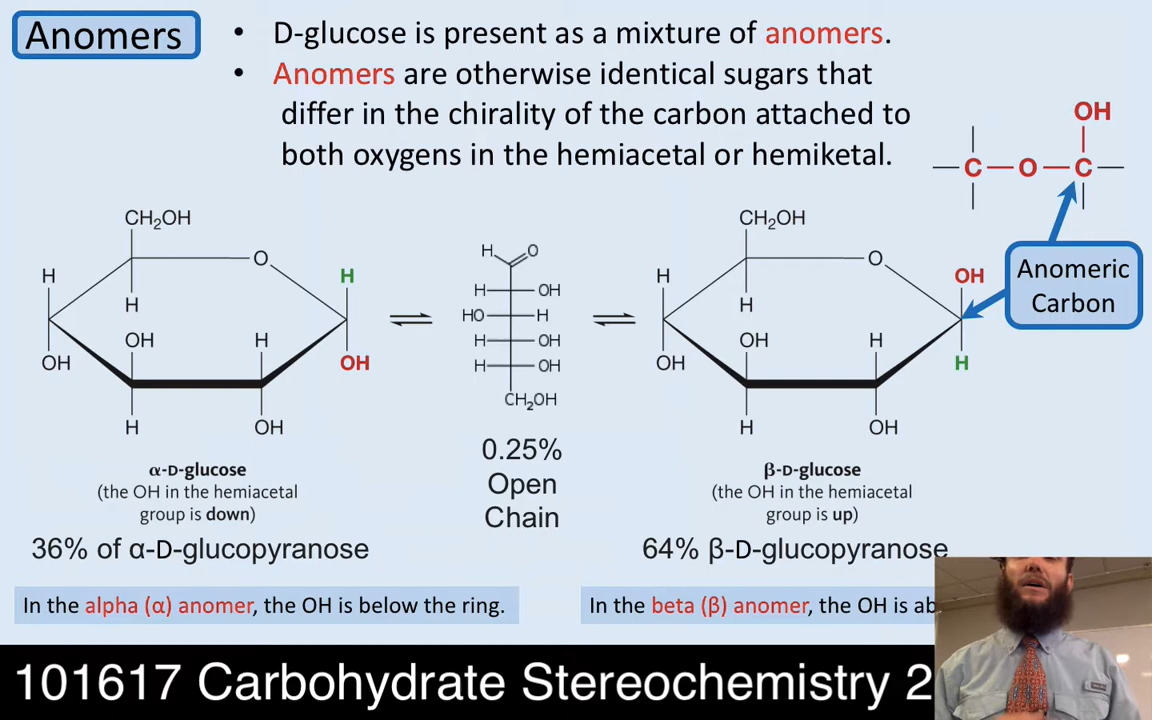 Anomers
• D-glucose is present as a mixture of anomers.
• Anomers are otherwise identical sugars that
differ in the chirality of the carbon attached to
both oxygens in the hemiacetal or hemiketal.
OH
C O C
Anomeric
Carbon
CH₂OH
O
H
H
H
OH
H
OH
OH
H
OH
H O
H OH
HO H
H OH
H OH
CH₂OH
CH₂OH
O
H
OH
H
OH
H
OH
H
H
OH
0.25%
Open
Chain
α-D-glucose
(the OH in the hemiacetal
group is down)
36% of α-D-glucopyranose
β-D-glucose
(the OH in the hemiacetal
group is up)
64% β-D-glucopyranose
In the alpha (α) anomer, the OH is below the ring.
In the beta (β) anomer, the OH is ab
101617 Carbohydrate Stereochemistry 2